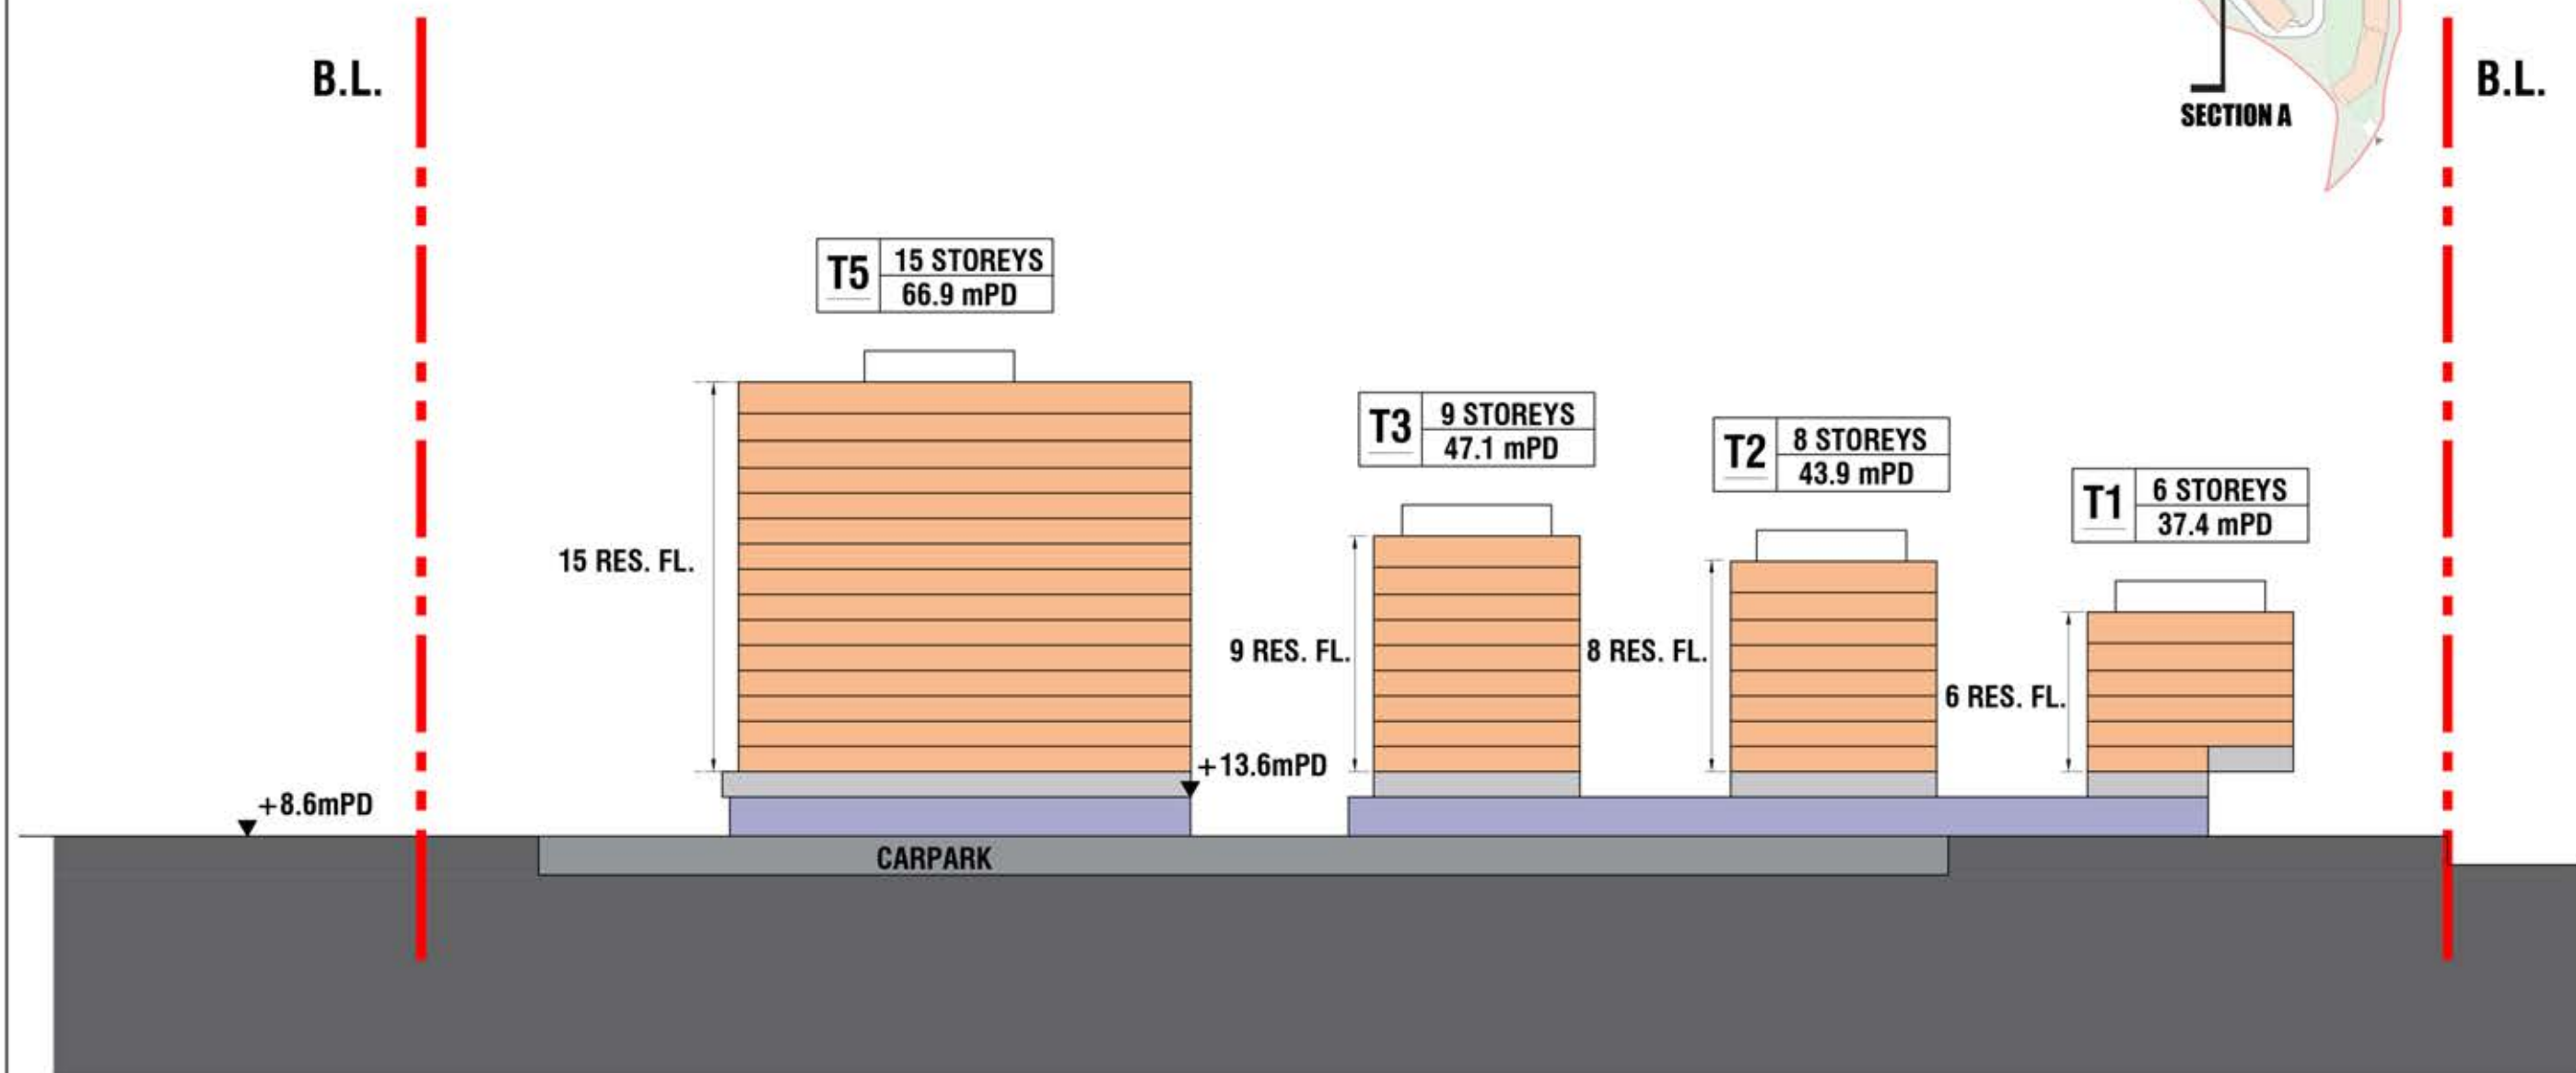 B.L.
B.L.
SECTION A
T5
15 STOREYS
66.9 mPD
T3
9 STOREYS
47.1 mPD
T2
8 STOREYS
43.9 mPD
T1
6 STOREYS
37.4 mPD
15 RES. FL.
9 RES. FL.
8 RES. FL.
6 RES. FL.
+13.6mPD
+8.6mPD
CARPARK